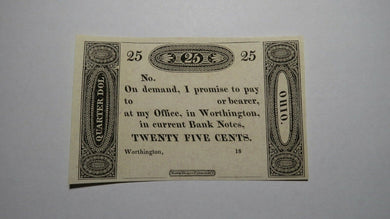 25 25 25
No.
On demand, I promise to pay
to or bearer,
at my Office, in Worthington,
in current Bank Notes,
TWENTY FIVE CENTS.
Worthington, 18
QUARTER DOL.
OHIO.